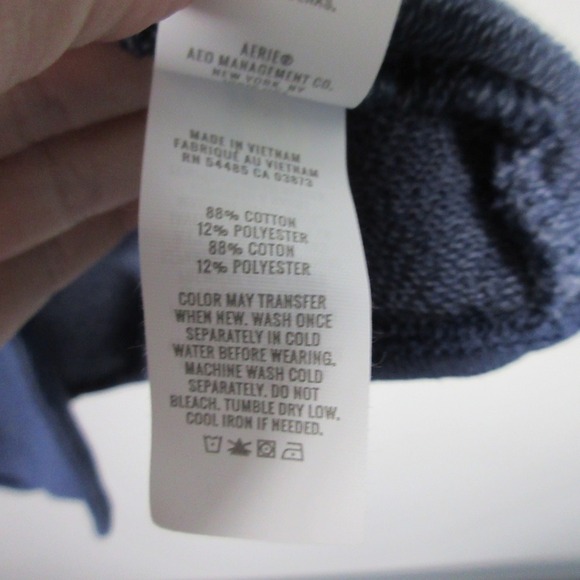 AERIE®
AEO MANAGEMENT CO.
NEW YORK, NY
MADE IN VIETNAM
FABRIQUÉ AU VIETNAM
RN 54485 CA 03873
88% COTTON
12% POLYESTER
88% COTON
12% POLYESTER
COLOR MAY TRANSFER
WHEN NEW. WASH ONCE
SEPARATELY IN COLD
WATER BEFORE WEARING.
MACHINE WASH COLD
SEPARATELY. DO NOT
BLEACH. TUMBLE DRY LOW.
COOL IRON IF NEEDED.